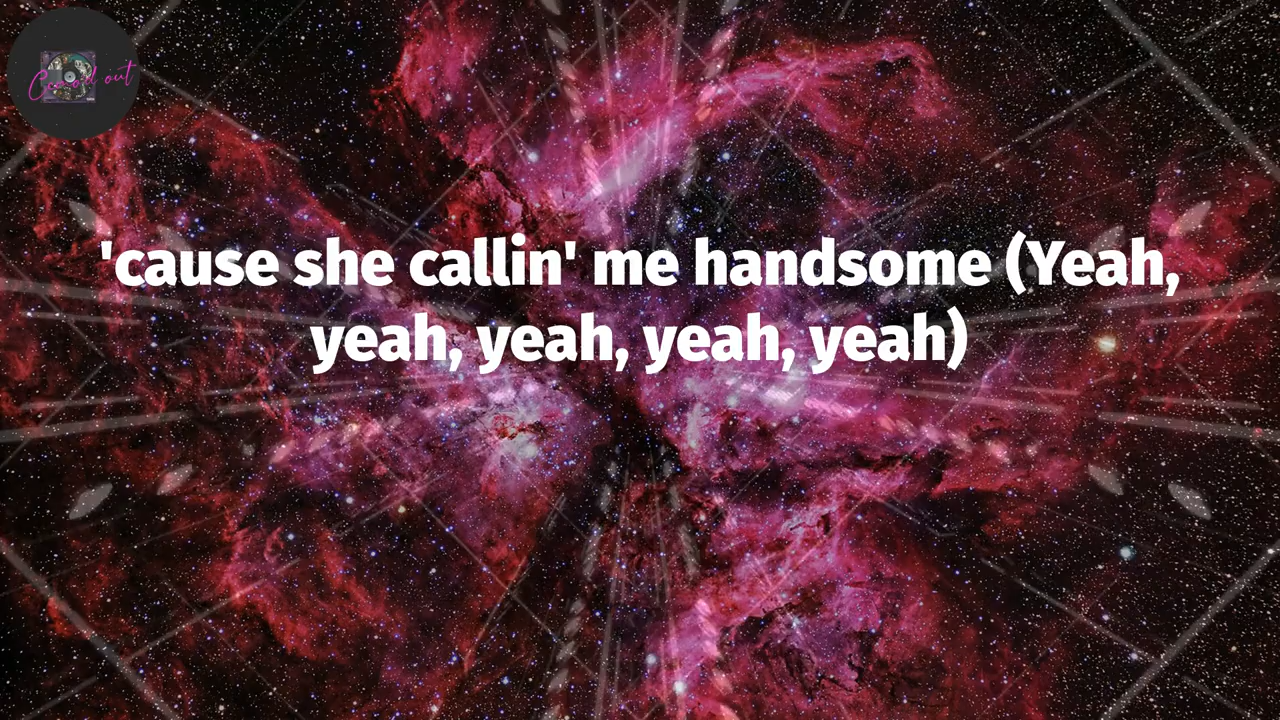 'cause she callin' me handsome (Yeah,
yeah, yeah, yeah, yeah)